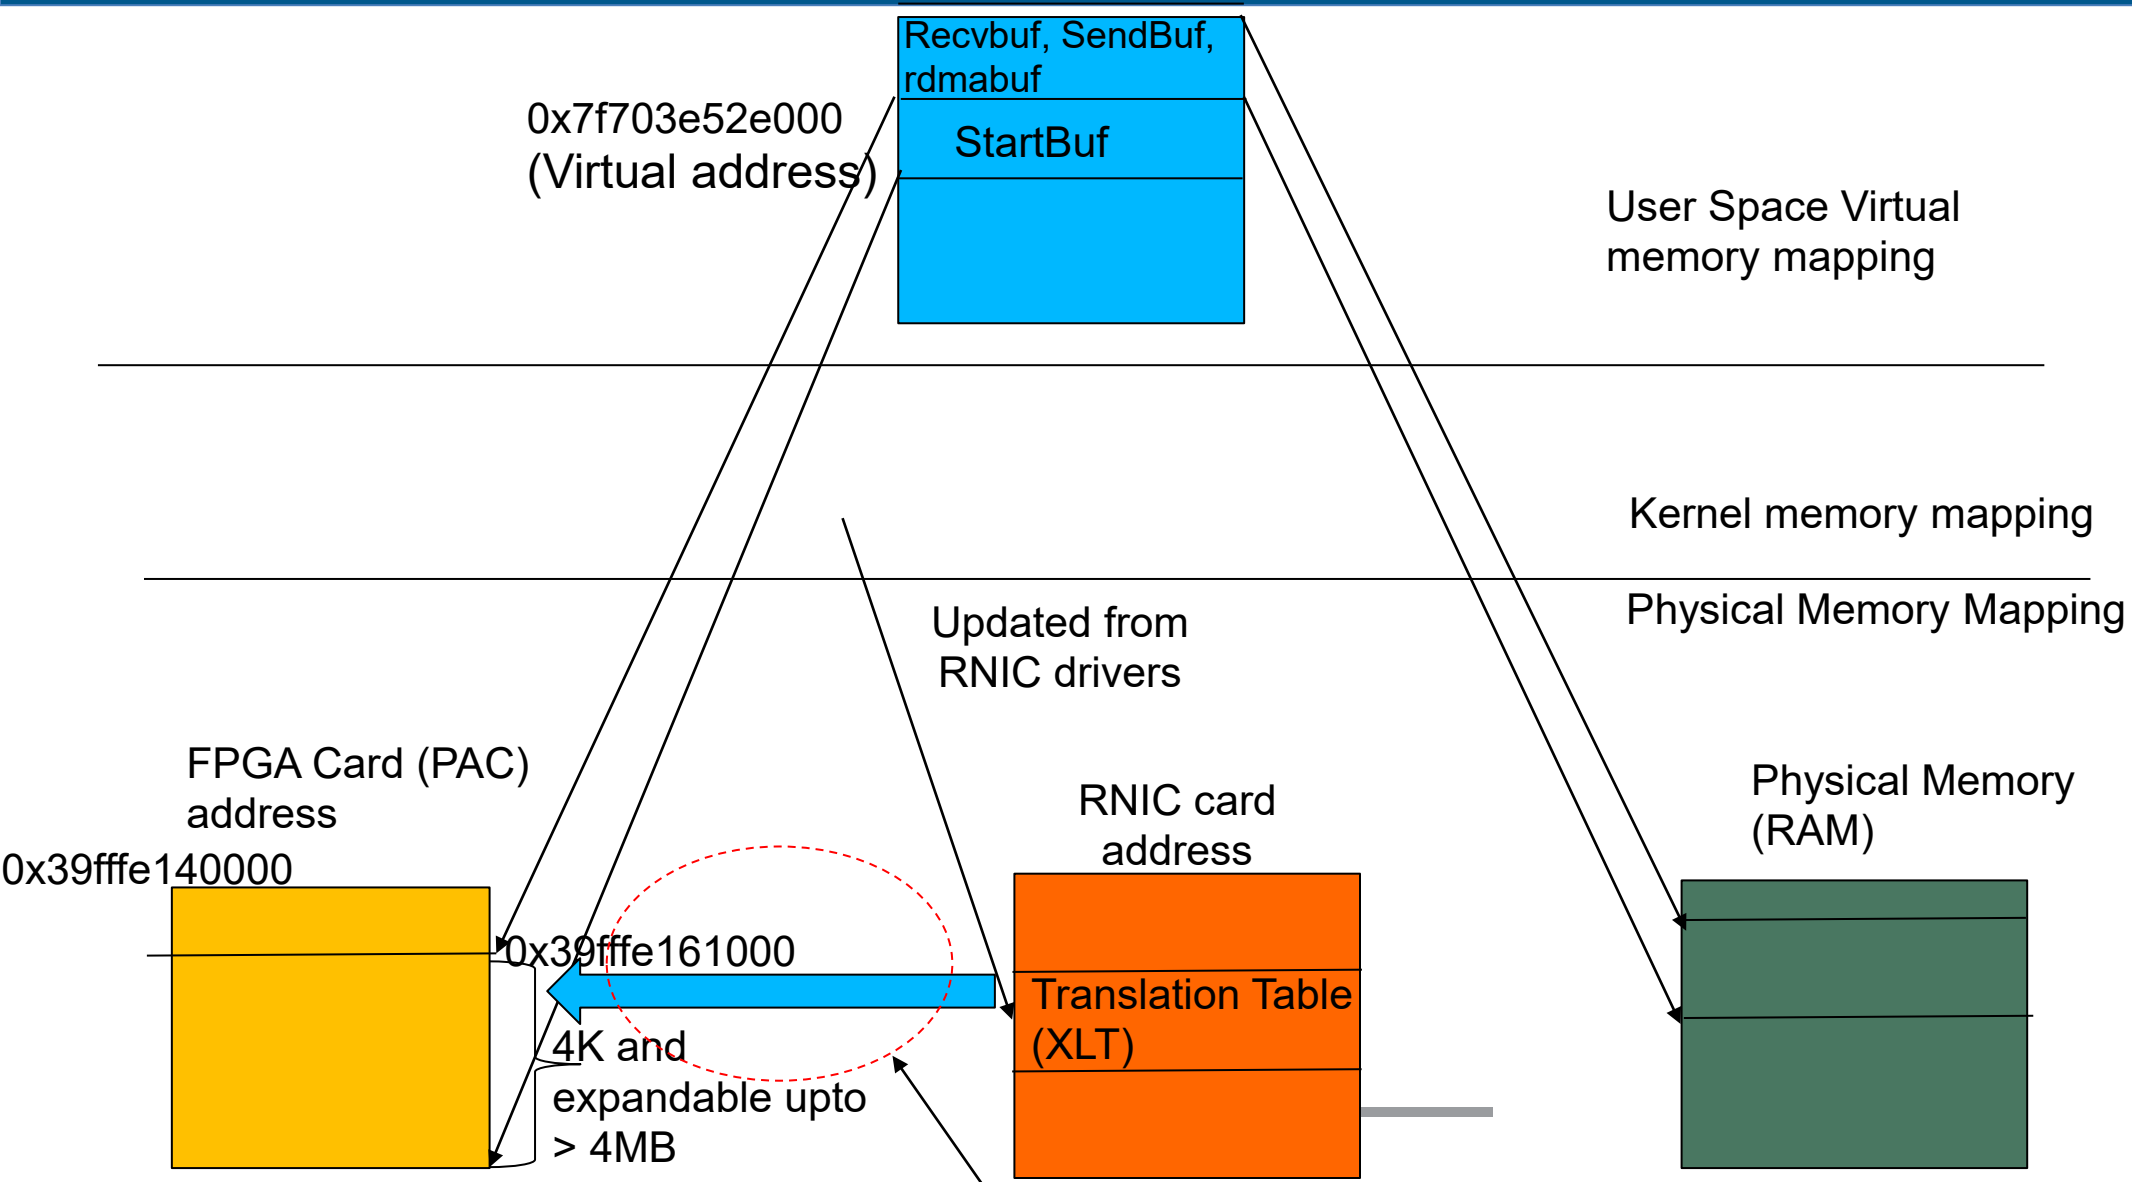 Recvbuf, SendBuf,
rdmabuf
0x7f703e52e000
(Virtual address)
StartBuf
User Space Virtual
memory mapping
Kernel memory mapping
Physical Memory Mapping
Updated from
RNIC drivers
FPGA Card (PAC)
address
0x39fffe140000
RNIC card
address
Physical Memory
(RAM)
0x39fffe161000
Translation Table
(XLT)
4K and
expandable upto
> 4MB